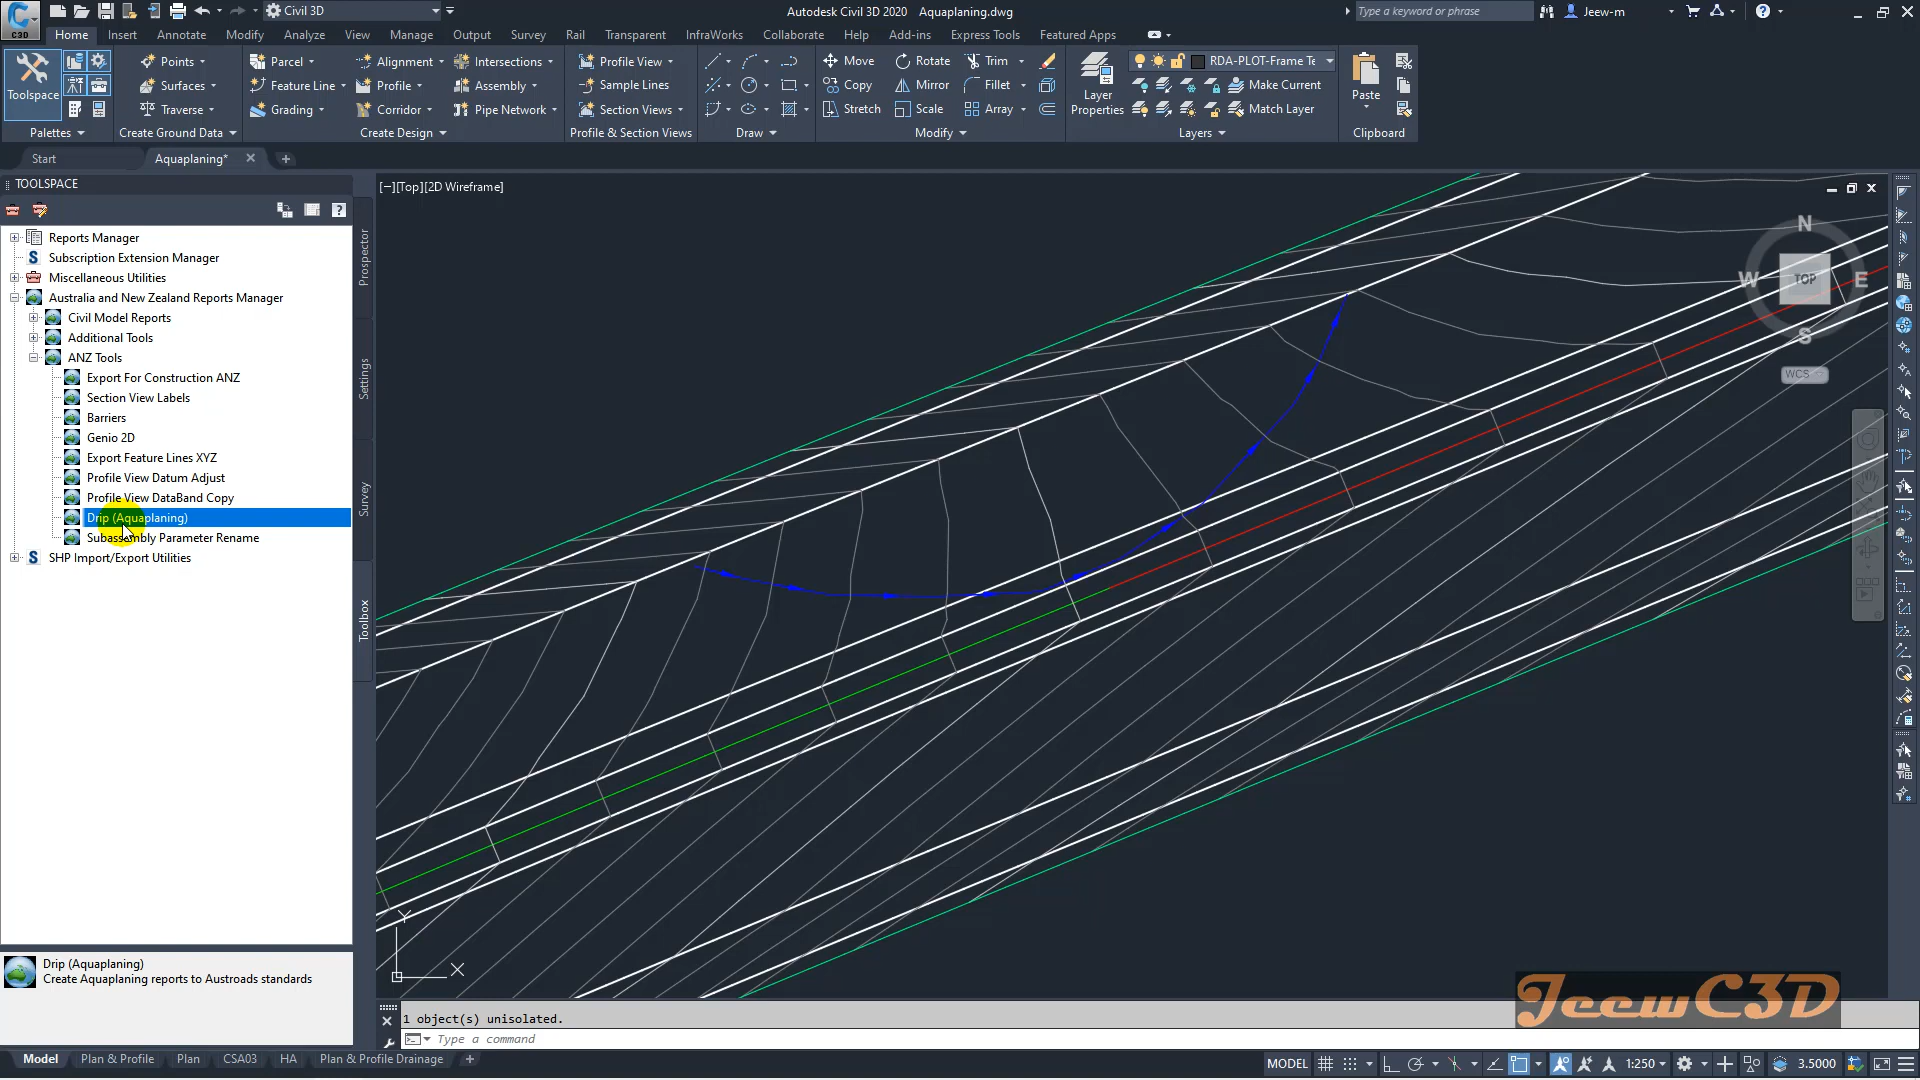 C3D
Civil 3D
Autodesk Civil 3D 2020 Aquaplaning.dwg
Type a keyword or phrase
Jeew-m
Home Insert Annotate Modify Analyze View Manage Output Survey Rail Transparent InfraWorks Collaborate Help Add-ins Express Tools Featured Apps
Toolspace
Points
Surfaces
Traverse
Parcel
Feature Line
Grading
Alignment
Profile
Corridor
Intersections
Assembly
Pipe Network
Profile View
Sample Lines
Section Views
Move
Copy
Stretch
Rotate
Mirror
Scale
Trim
Fillet
Array
Layer
Properties
RDA-PLOT-Frame Te
Make Current
Match Layer
Paste
Palettes Create Ground Data Create Design Profile & Section Views Draw Modify Layers Clipboard
Start Aquaplaning*
TOOLSPACE
Reports Manager
Subscription Extension Manager
Miscellaneous Utilities
Australia and New Zealand Reports Manager
Civil Model Reports
Additional Tools
ANZ Tools
Export For Construction ANZ
Section View Labels
Barriers
Genio 2D
Export Feature Lines XYZ
Profile View Datum Adjust
Profile View DataBand Copy
Drip (Aquaplaning)
Subassembly Parameter Rename
SHP Import/Export Utilities
Prospector
Settings
Survey
Toolbox
[−][Top][2D Wireframe]
N
W TOP E
S
WCS
Y
X
Drip (Aquaplaning)
Create Aquaplaning reports to Austroads standards
JeewC3D
1 object(s) unisolated.
Type a command
Model Plan & Profile Plan CSA03 HA Plan & Profile Drainage
MODEL 1:250 3.5000